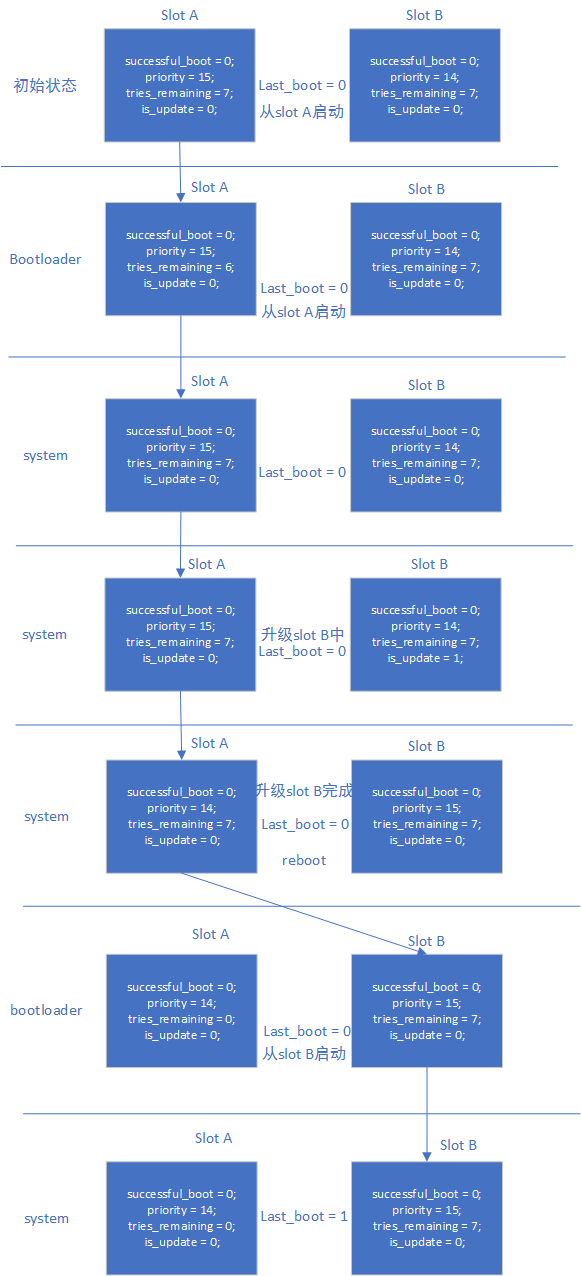 Slot A
Slot B
初始状态
successful_boot = 0;
priority = 15;
tries_remaining = 7;
is_update = 0;
Last_boot = 0
从slot A启动
successful_boot = 0;
priority = 14;
tries_remaining = 7;
is_update = 0;
Slot A
Slot B
Bootloader
successful_boot = 0;
priority = 15;
tries_remaining = 6;
is_update = 0;
Last_boot = 0
从slot A启动
successful_boot = 0;
priority = 14;
tries_remaining = 7;
is_update = 0;
Slot A
Slot B
system
successful_boot = 0;
priority = 15;
tries_remaining = 7;
is_update = 0;
Last_boot = 0
successful_boot = 0;
priority = 14;
tries_remaining = 7;
is_update = 0;
Slot A
Slot B
system
successful_boot = 0;
priority = 15;
tries_remaining = 7;
is_update = 0;
升级slot B中
Last_boot = 0
successful_boot = 0;
priority = 14;
tries_remaining = 7;
is_update = 1;
Slot A
Slot B
system
successful_boot = 0;
priority = 14;
tries_remaining = 7;
is_update = 0;
升级slot B完成
Last_boot = 0
reboot
successful_boot = 0;
priority = 15;
tries_remaining = 7;
is_update = 0;
Slot A
Slot B
bootloader
successful_boot = 0;
priority = 14;
tries_remaining = 0;
is_update = 0;
Last_boot = 0
从slot B启动
successful_boot = 0;
priority = 15;
tries_remaining = 7;
is_update = 0;
Slot A
Slot B
system
successful_boot = 0;
priority = 14;
tries_remaining = 0;
is_update = 0;
Last_boot = 1
successful_boot = 0;
priority = 15;
tries_remaining = 7;
is_update = 0;